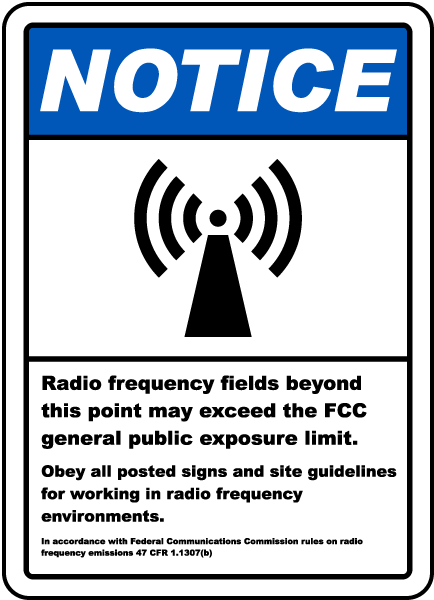 NOTICE
Radio frequency fields beyond
this point may exceed the FCC
general public exposure limit.
Obey all posted signs and site guidelines
for working in radio frequency
environments.
In accordance with Federal Communications Commission rules on radio
frequency emissions 47 CFR 1.1307(b)